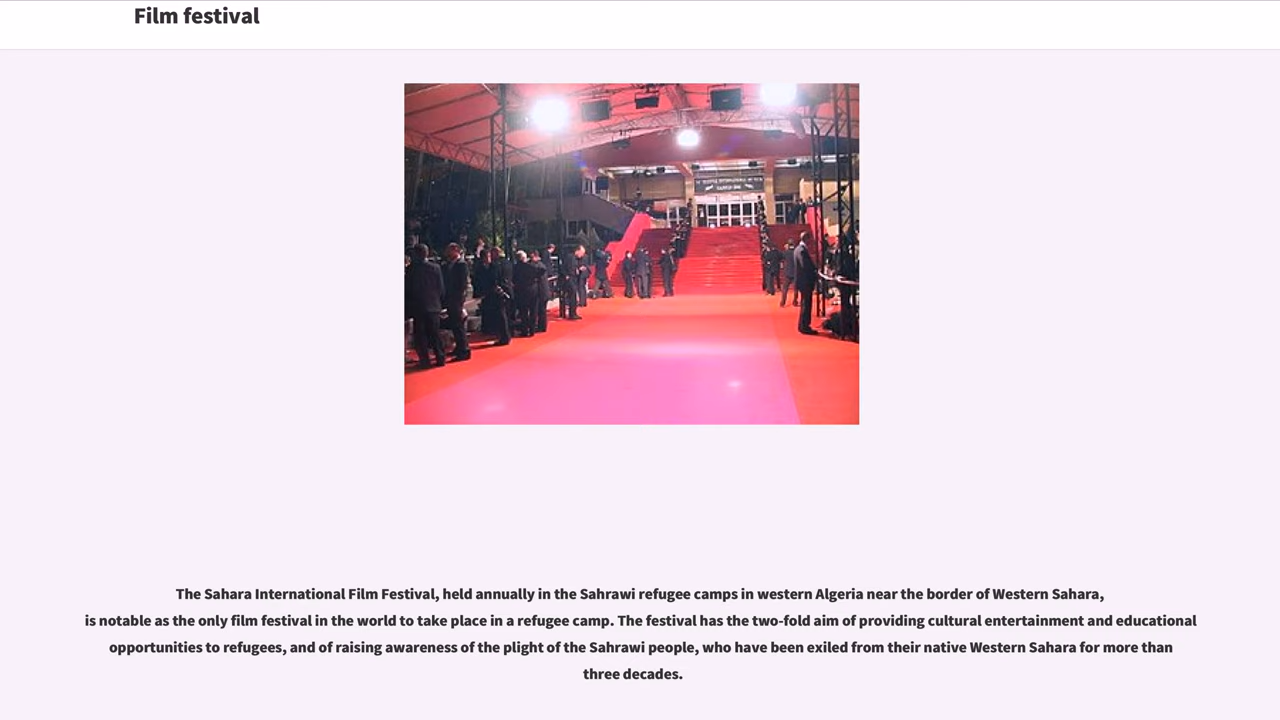 Film festival
The Sahara International Film Festival, held annually in the Sahrawi refugee camps in western Algeria near the border of Western Sahara,
is notable as the only film festival in the world to take place in a refugee camp. The festival has the two-fold aim of providing cultural entertainment and educational
opportunities to refugees, and of raising awareness of the plight of the Sahrawi people, who have been exiled from their native Western Sahara for more than
three decades.